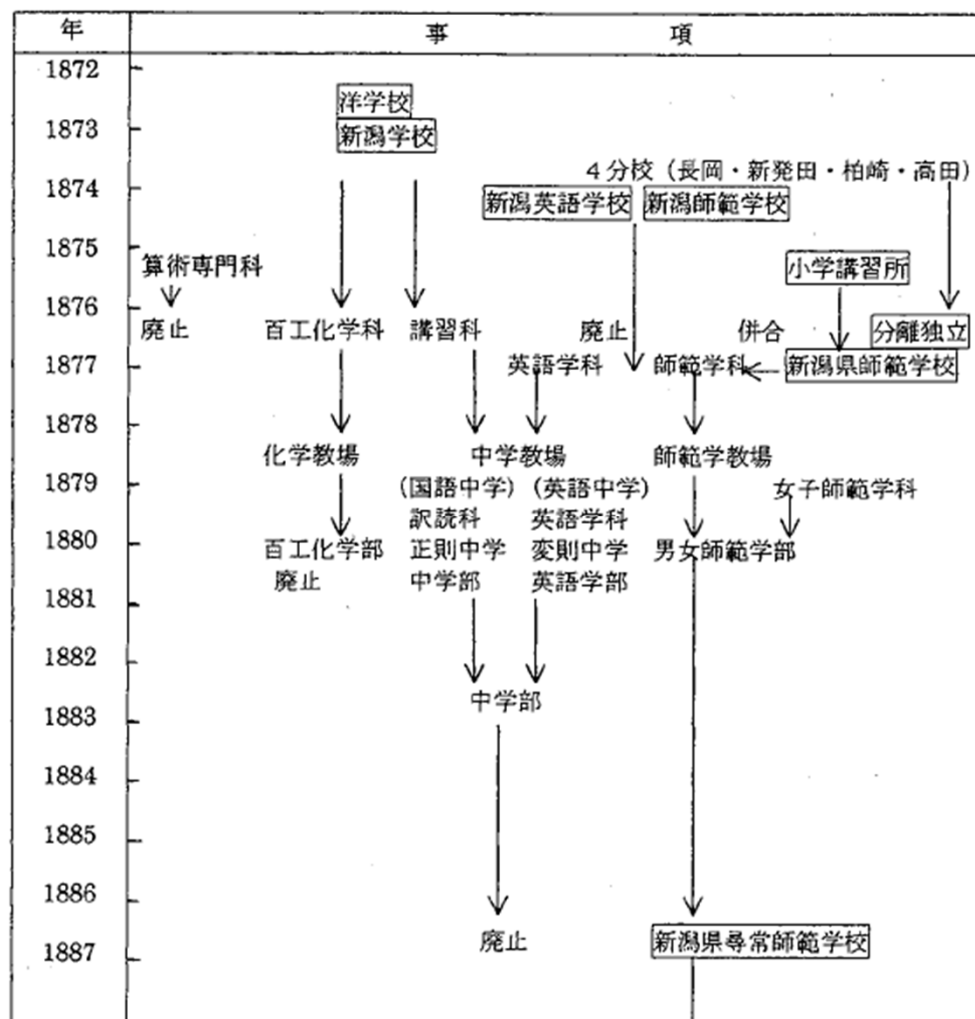 年 事 項
1872
洋学校
1873 新潟学校
4分校(長岡・新発田・柏崎・高田)
1874
新潟英語学校 新潟師範学校
1875
算術専門科 小学講習所
1876
廃止 百工化学科 講習科 廃止 併合 分離独立
1877 英語学科 師範学科 新潟県師範学校
1878
化学教場 中学教場 師範学教場
1879 (国語中学) (英語中学) 女子師範学科
訳読科 英語学科
1880 百工化学部 正則中学 変則中学 男女師範学部
廃止 中学部 英語学部
1881
1882
中学部
1883
1884
1885
1886
廃止 新潟県尋常師範学校
1887